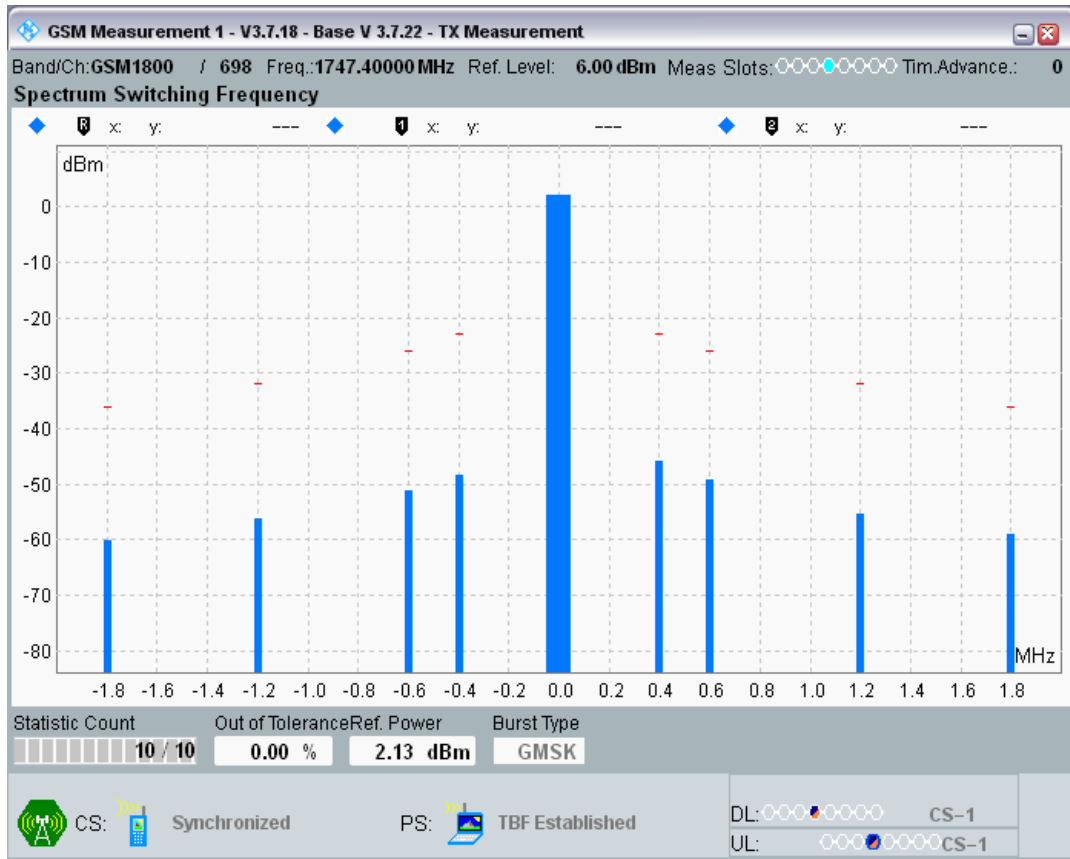 GSM Measurement 1 - V3.7.18 - Base V 3.7.22 - TX Measurement
Band/Ch:GSM1800 / 698 Freq.:1747.40000 MHz Ref. Level: 6.00 dBm Meas Slots: Tim.Advance.: 0
Spectrum Switching Frequency
R x: y: --- 1 x: y: --- 2 x: y: ---
dBm
0
-10
-20
-30
-40
-50
-60
-70
-80
MHz
-1.8 -1.6 -1.4 -1.2 -1.0 -0.8 -0.6 -0.4 -0.2 0.0 0.2 0.4 0.6 0.8 1.0 1.2 1.4 1.6 1.8
Statistic Count Out of Tolerance Ref. Power Burst Type
10 / 10 0.00 % 2.13 dBm GMSK
CS: Synchronized PS: TBF Established
DL: CS-1
UL: CS-1